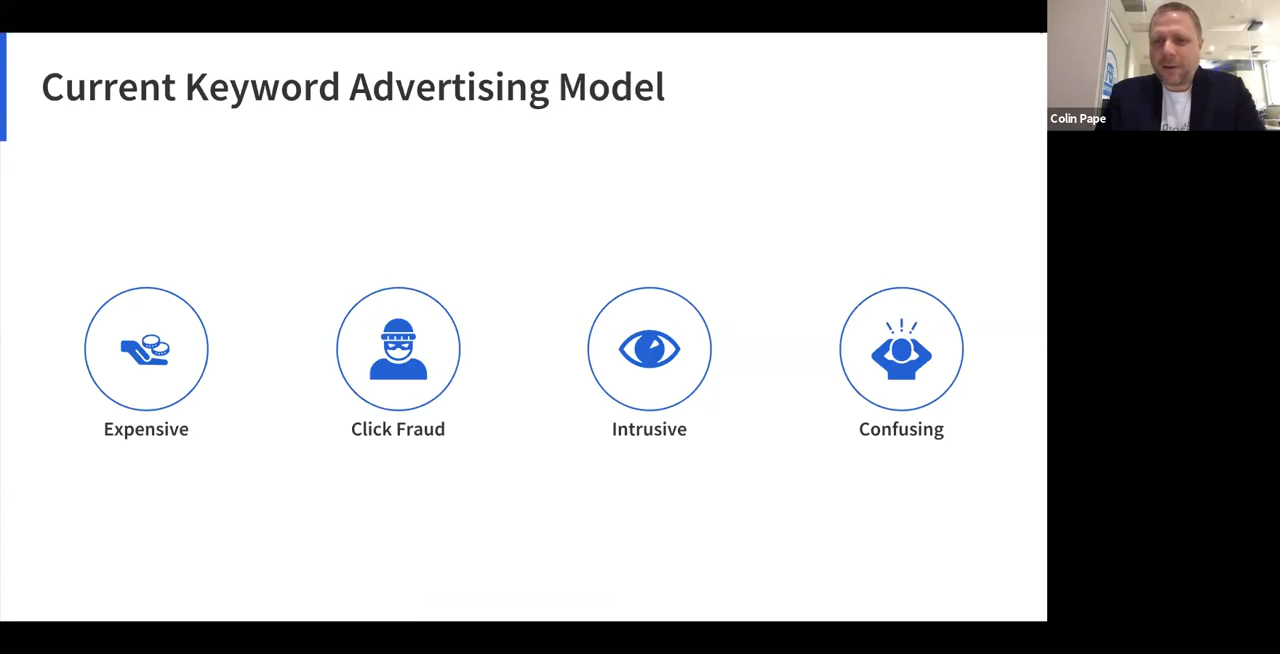 Current Keyword Advertising Model
Colin Pape
Expensive
Click Fraud
Intrusive
Confusing